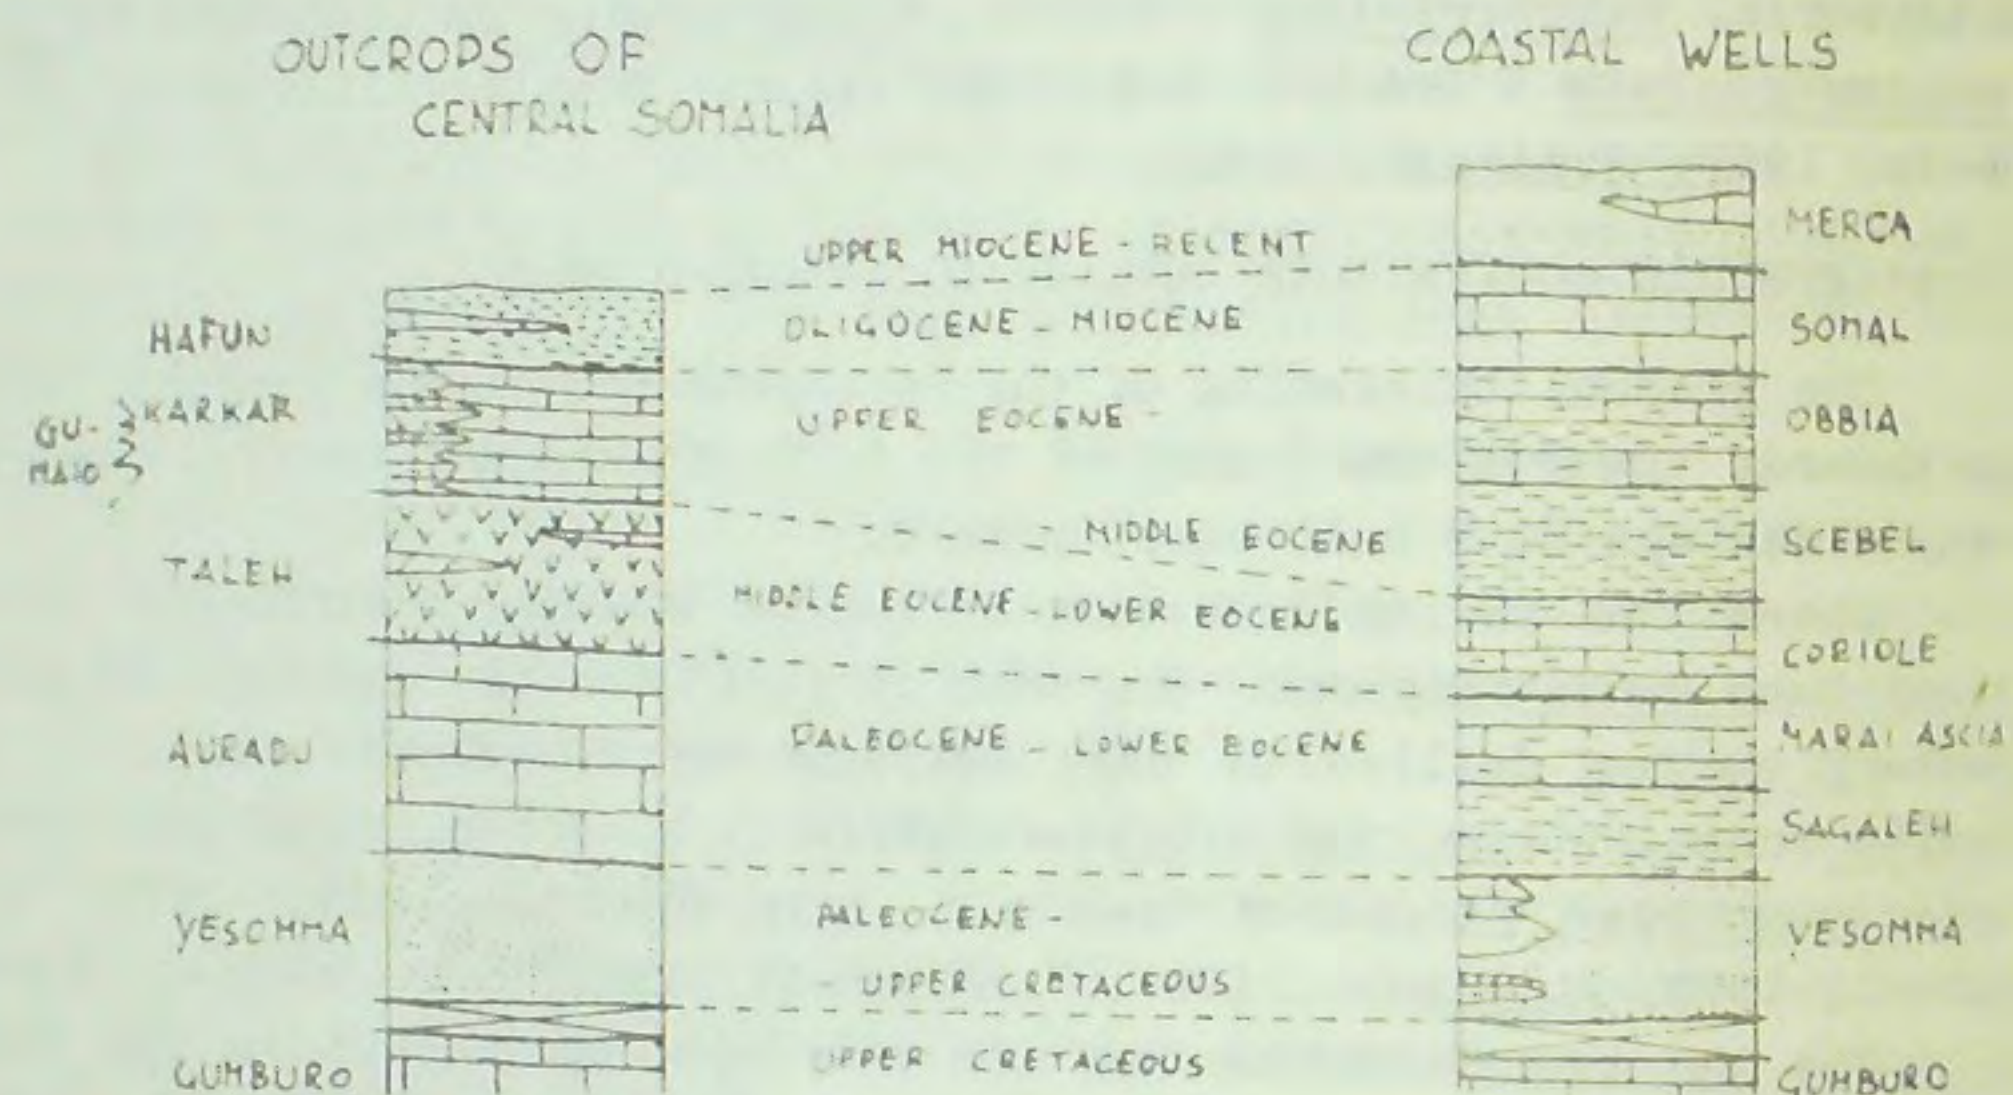 OUTCROPS OF
CENTRAL SOMALIA
COASTAL WELLS
MERCA
UPPER MIOCENE - RECENT
HAFUN
OLIGOCENE - MIOCENE
SOMAL
GU-
MAIO
KARKAR
UPPER EOCENE -
OBBIA
- MIDDLE EOCENE
SCEBEL
TALEH
MIDDLE EOCENE - LOWER EOCENE
CORIOLE
AURADU
PALEOCENE - LOWER EOCENE
MARAI ASCIA
SAGALEH
YESOMMA
PALEOCENE -
- UPPER CRETACEOUS
YESOMMA
GUMBURO
UPPER CRETACEOUS
GUMBURO